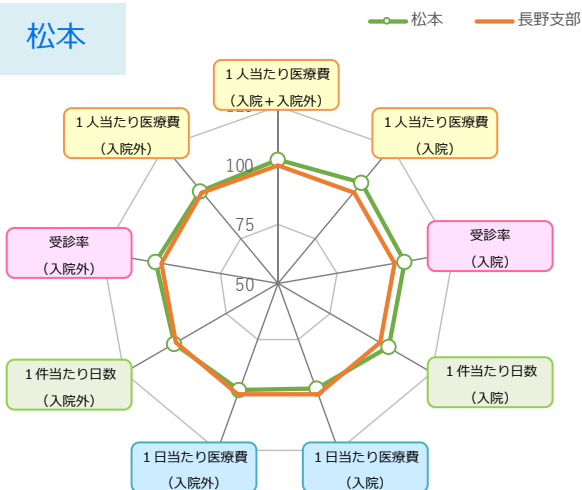 松本
松本
長野支部
1人当たり医療費
（入院＋入院外）
1人当たり医療費
（入院外）
1人当たり医療費
（入院）
100
75
50
受診率
（入院外）
受診率
（入院）
1件当たり日数
（入院外）
1件当たり日数
（入院）
1日当たり医療費
（入院外）
1日当たり医療費
（入院）